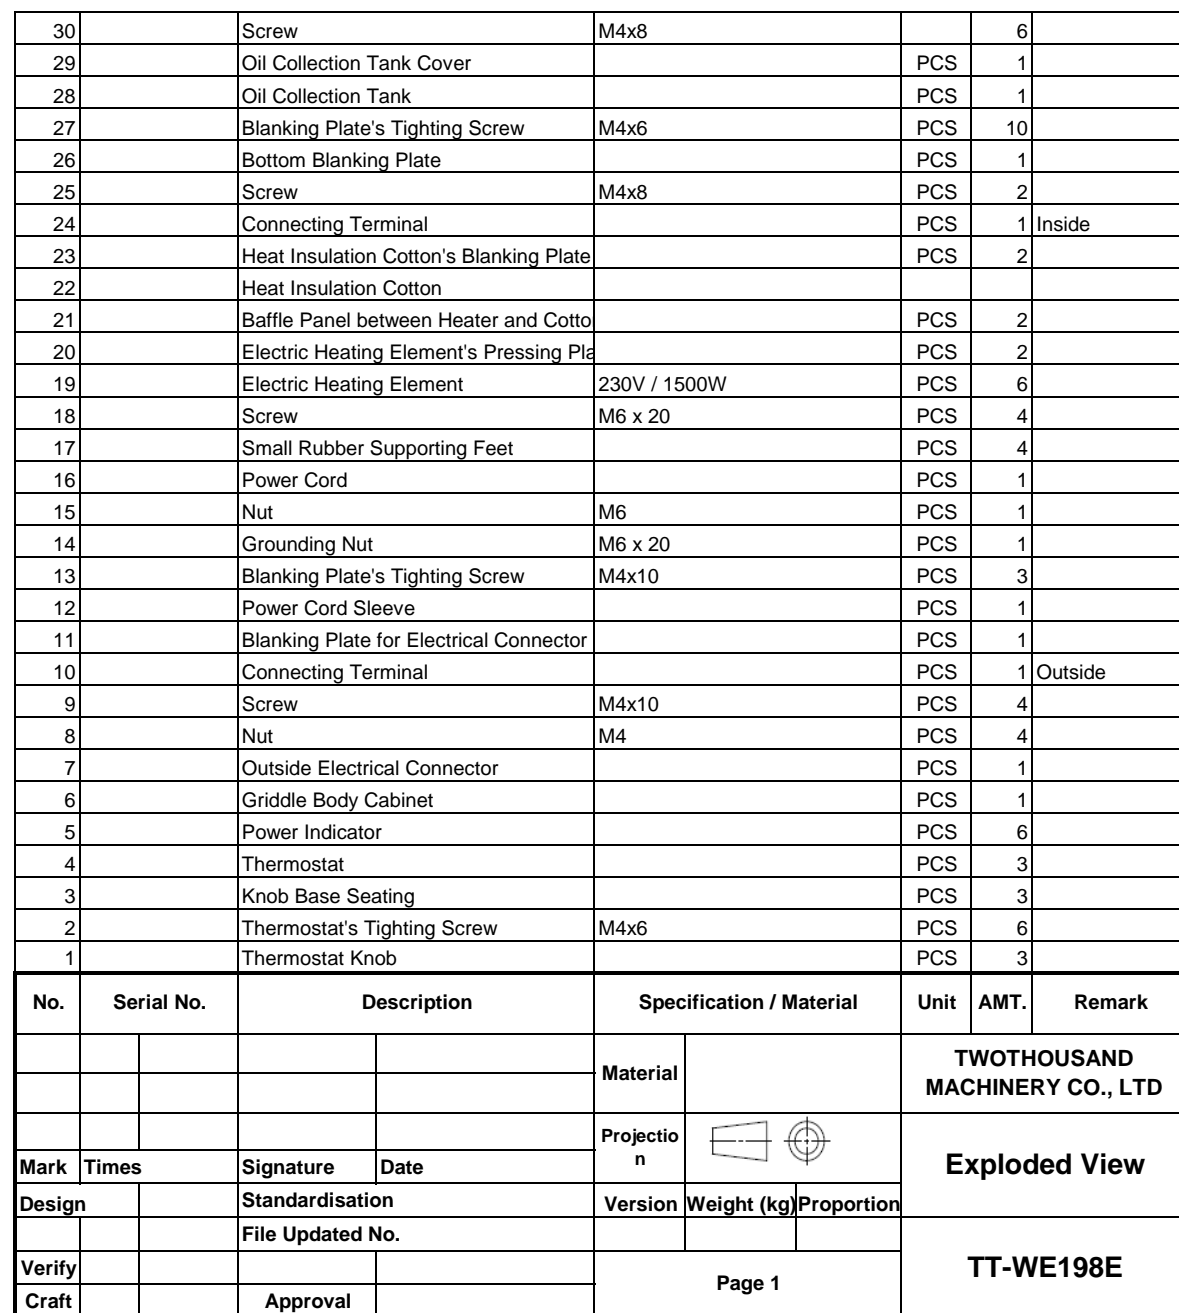 30 Screw M4x8 6
29 Oil Collection Tank Cover PCS 1
28 Oil Collection Tank PCS 1
27 Blanking Plate's Tighting Screw M4x6 PCS 10
26 Bottom Blanking Plate PCS 1
25 Screw M4x8 PCS 2
24 Connecting Terminal PCS 1 Inside
23 Heat Insulation Cotton's Blanking Plate PCS 2
22 Heat Insulation Cotton
21 Baffle Panel between Heater and Cotto PCS 2
20 Electric Heating Element's Pressing Pla PCS 2
19 Electric Heating Element 230V / 1500W PCS 6
18 Screw M6 x 20 PCS 4
17 Small Rubber Supporting Feet PCS 4
16 Power Cord PCS 1
15 Nut M6 PCS 1
14 Grounding Nut M6 x 20 PCS 1
13 Blanking Plate's Tighting Screw M4x10 PCS 3
12 Power Cord Sleeve PCS 1
11 Blanking Plate for Electrical Connector PCS 1
10 Connecting Terminal PCS 1 Outside
9 Screw M4x10 PCS 4
8 Nut M4 PCS 4
7 Outside Electrical Connector PCS 1
6 Griddle Body Cabinet PCS 1
5 Power Indicator PCS 6
4 Thermostat PCS 3
3 Knob Base Seating PCS 3
2 Thermostat's Tighting Screw M4x6 PCS 6
1 Thermostat Knob PCS 3
No. Serial No. Description Specification / Material Unit AMT. Remark
Material
TWOTHOUSAND
MACHINERY CO., LTD
Projectio
n
Mark Times Signature Date
Exploded View
Design Standardisation Version Weight (kg) Proportion
File Updated No.
Verify
Page 1
TT-WE198E
Craft Approval